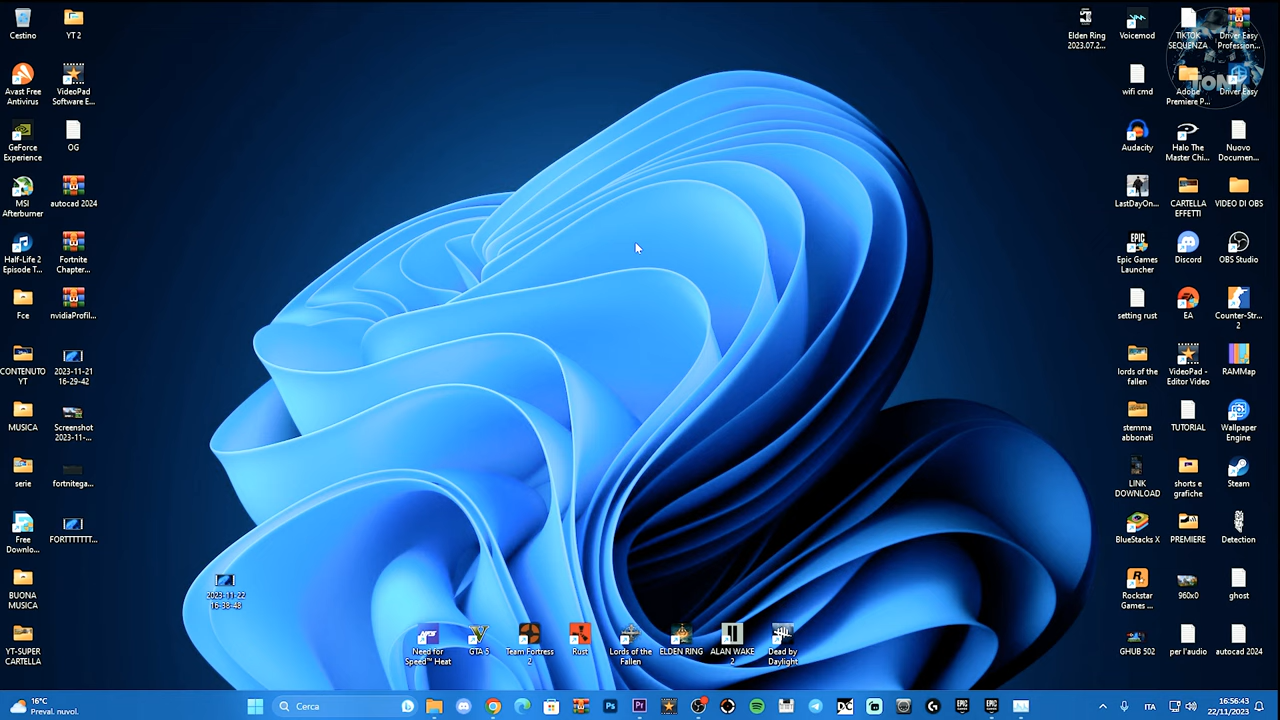 Cestino
YT 2
Avast Free
Antivirus
VideoPad
Software E...
GeForce
Experience
OG
MSI
Afterburner
autocad 2024
Half-Life 2
Episode T...
Fortnite
Chapter...
Fce
nvidiaProfil...
CONTENUTO
YT
2023-11-21
16-29-42
MUSICA
Screenshot
2023-11-...
serie
fortnitega...
Free
Downlo...
FORTTTTTT...
BUONA
MUSICA
YT-SUPER
CARTELLA
2023-11-22
16-38-48
Need for
Speed™ Heat
GTA 5
Team Fortress
2
Rust
Lords of the
Fallen
ELDEN RING
ALAN WAKE
2
Dead by
Daylight
Elden Ring
2023.07.2...
Voicemod
TIKTOK
SEQUENZA
Driver Easy
Profession...
wifi cmd
Adobe
Premiere P...
Driver Easy
TONY
Audacity
Halo The
Master Chi...
Nuovo
Documen...
LastDayOn...
CARTELLA
EFFETTI
VIDEO DI OBS
Epic Games
Launcher
Discord
OBS Studio
setting rust
EA
Counter-Str...
2
lords of the
fallen
VideoPad -
Editor Video
RAMMap
stemma
abbonati
TUTORIAL
Wallpaper
Engine
LINK
DOWNLOAD
shorts e
grafiche
Steam
BlueStacks X
PREMIERE
Detection
Rockstar
Games ...
960x0
ghost
GHUB 502
per l'audio
autocad 2024
16°C
Preval. nuvol.
Cerca
ITA
16:56:43
22/11/2023